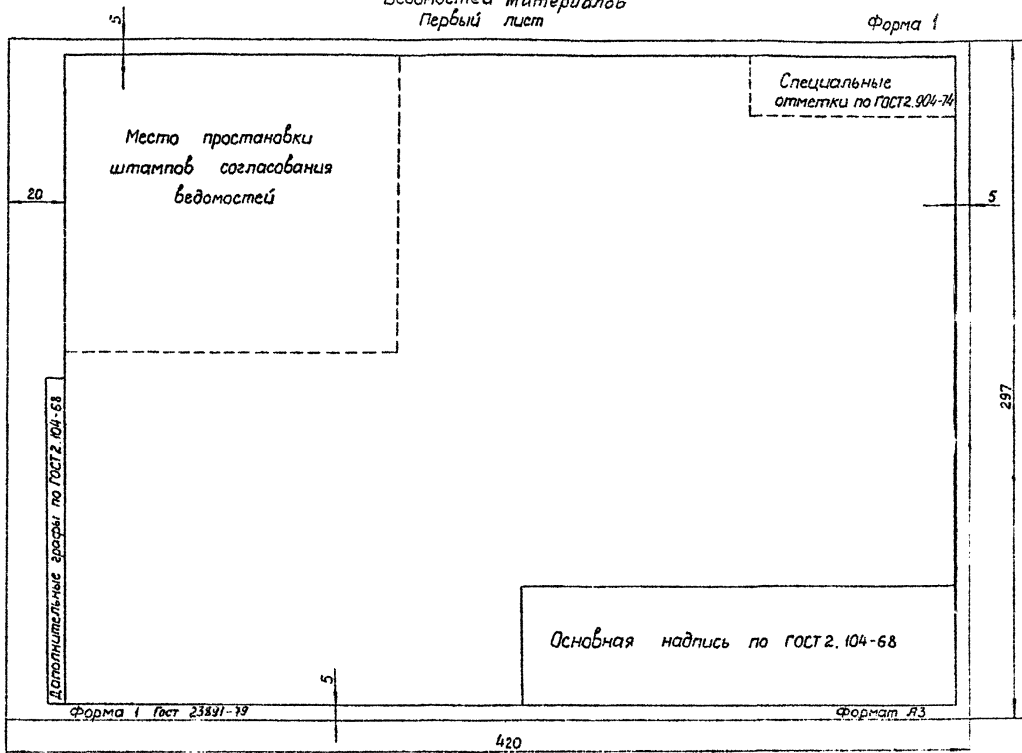 Ведомостей материалов
Первый лист
Форма 1
5
Специальные
отметки по ГОСТ 2.904-74
Место простановки
штампов согласования
ведомостей
20
5
297
Дополнительные графы по ГОСТ 2.104-68
Основная надпись по ГОСТ 2.104-68
5
Форма 1 Гост 23891-79
Формат А3
420